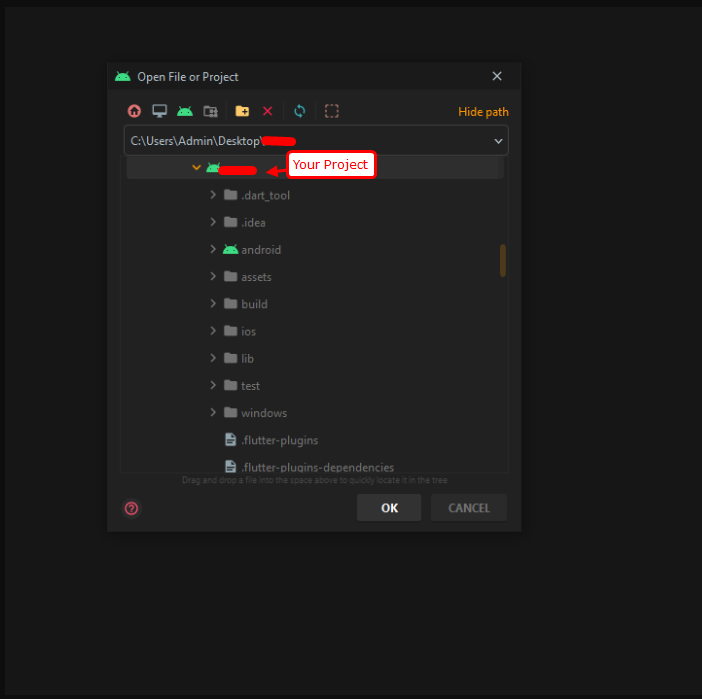 Open File or Project
Hide path
C:\Users\Admin\Desktop\
Your Project
.dart_tool
.idea
android
assets
build
ios
lib
test
windows
.flutter-plugins
.flutter-plugins-dependencies
Drag and drop a file into the space above to quickly locate it in the tree
OK
CANCEL